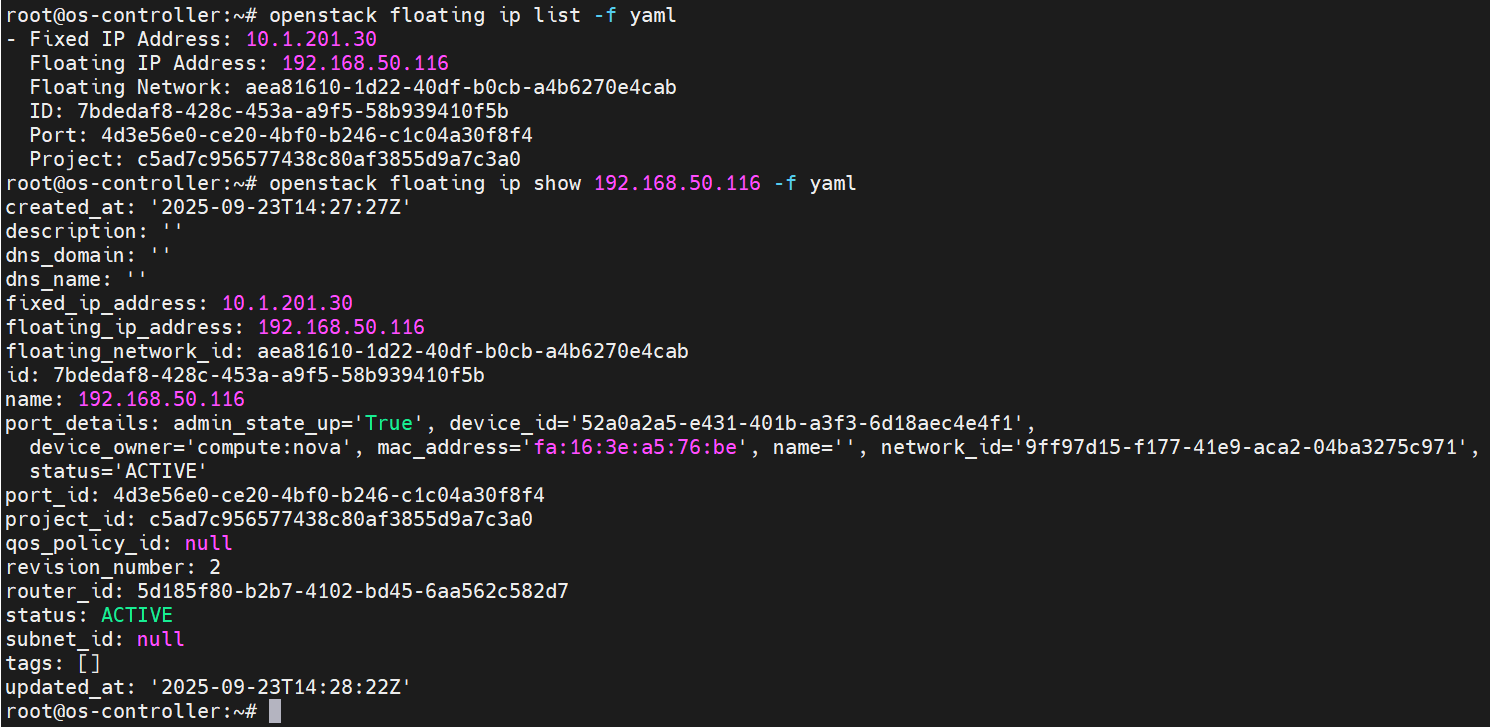 root@os-controller:~# openstack floating ip list -f yaml
- Fixed IP Address: 10.1.201.30
  Floating IP Address: 192.168.50.116
  Floating Network: aea81610-1d22-40df-b0cb-a4b6270e4cab
  ID: 7bdedaf8-428c-453a-a9f5-58b939410f5b
  Port: 4d3e56e0-ce20-4bf0-b246-c1c04a30f8f4
  Project: c5ad7c956577438c80af3855d9a7c3a0
root@os-controller:~# openstack floating ip show 192.168.50.116 -f yaml
created_at: '2025-09-23T14:27:27Z'
description: ''
dns_domain: ''
dns_name: ''
fixed_ip_address: 10.1.201.30
floating_ip_address: 192.168.50.116
floating_network_id: aea81610-1d22-40df-b0cb-a4b6270e4cab
id: 7bdedaf8-428c-453a-a9f5-58b939410f5b
name: 192.168.50.116
port_details: admin_state_up='True', device_id='52a0a2a5-e431-401b-a3f3-6d18aec4e4f1',
  device_owner='compute:nova', mac_address='fa:16:3e:a5:76:be', name='', network_id='9ff97d15-f177-41e9-aca2-04ba3275c971',
  status='ACTIVE'
port_id: 4d3e56e0-ce20-4bf0-b246-c1c04a30f8f4
project_id: c5ad7c956577438c80af3855d9a7c3a0
qos_policy_id: null
revision_number: 2
router_id: 5d185f80-b2b7-4102-bd45-6aa562c582d7
status: ACTIVE
subnet_id: null
tags: []
updated_at: '2025-09-23T14:28:22Z'
root@os-controller:~#